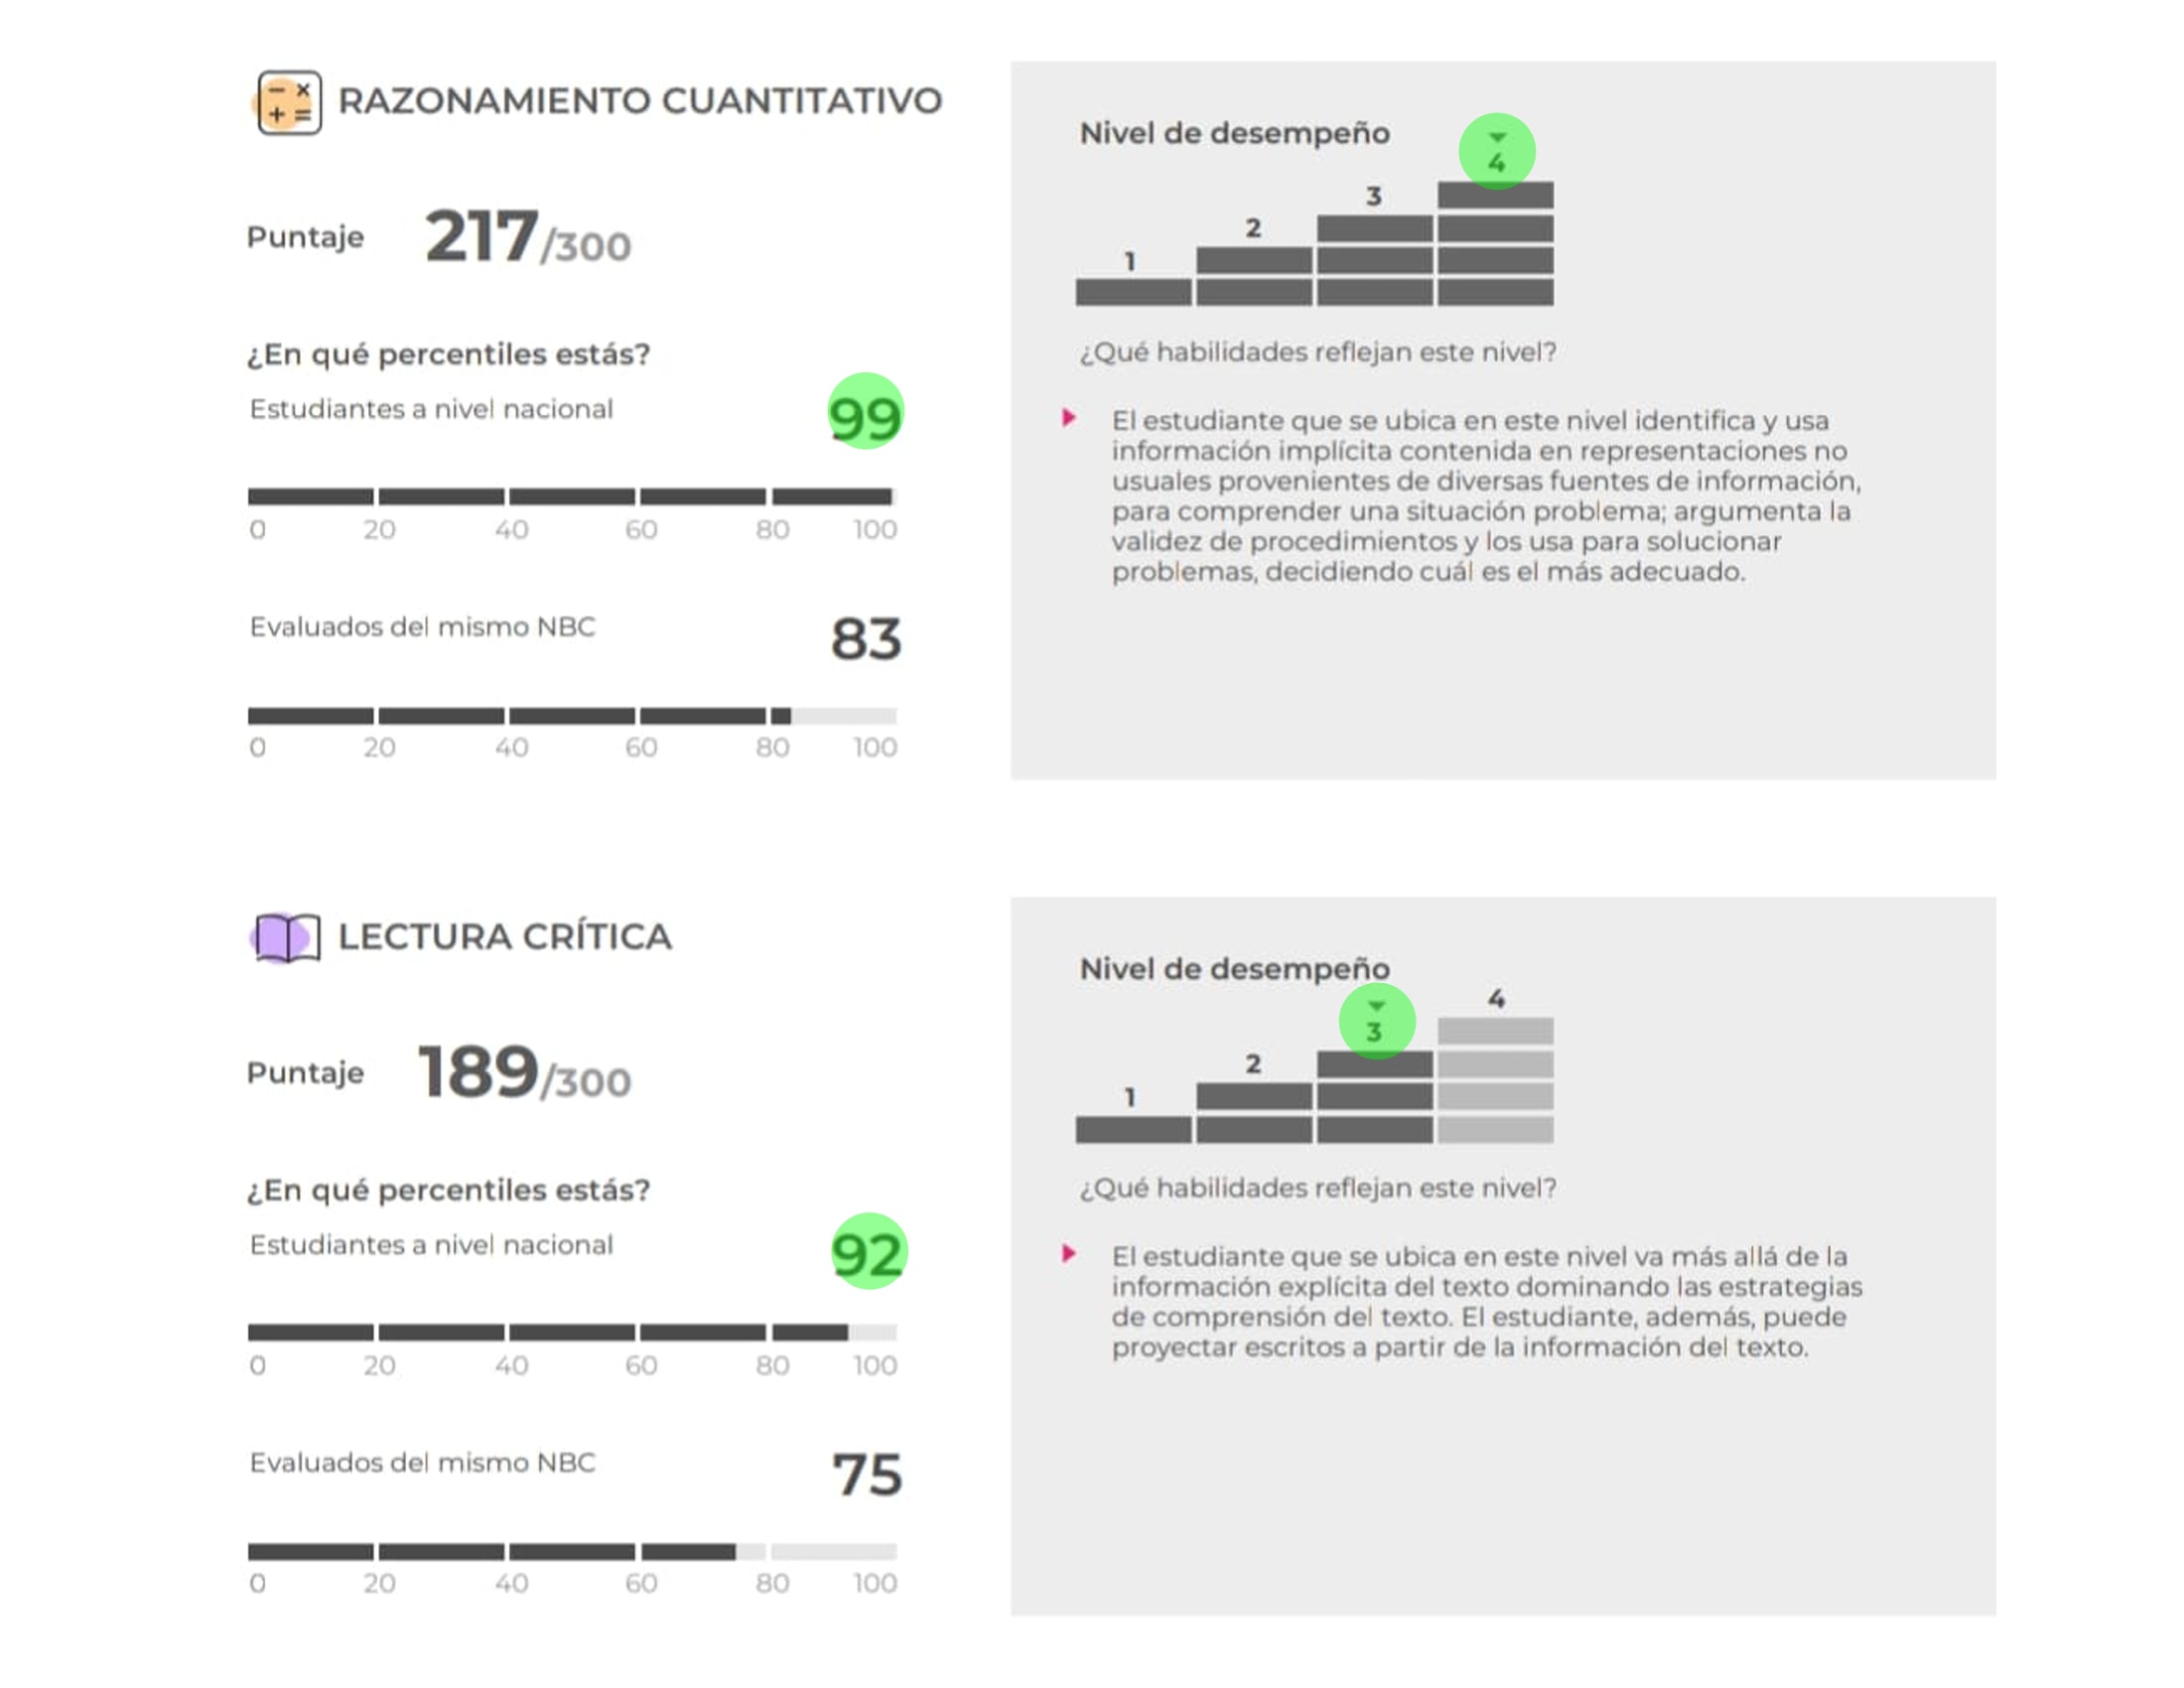 RAZONAMIENTO CUANTITATIVO
Puntaje 217/300
¿En qué percentiles estás?
Estudiantes a nivel nacional 99
0 20 40 60 80 100
Evaluados del mismo NBC 83
0 20 40 60 80 100
Nivel de desempeño
1 2 3 4
¿Qué habilidades reflejan este nivel?
El estudiante que se ubica en este nivel identifica y usa
información implícita contenida en representaciones no
usuales provenientes de diversas fuentes de información,
para comprender una situación problema; argumenta la
validez de procedimientos y los usa para solucionar
problemas, decidiendo cuál es el más adecuado.
LECTURA CRÍTICA
Puntaje 189/300
¿En qué percentiles estás?
Estudiantes a nivel nacional 92
0 20 40 60 80 100
Evaluados del mismo NBC 75
0 20 40 60 80 100
Nivel de desempeño
1 2 3 4
¿Qué habilidades reflejan este nivel?
El estudiante que se ubica en este nivel va más allá de la
información explícita del texto dominando las estrategias
de comprensión del texto. El estudiante, además, puede
proyectar escritos a partir de la información del texto.